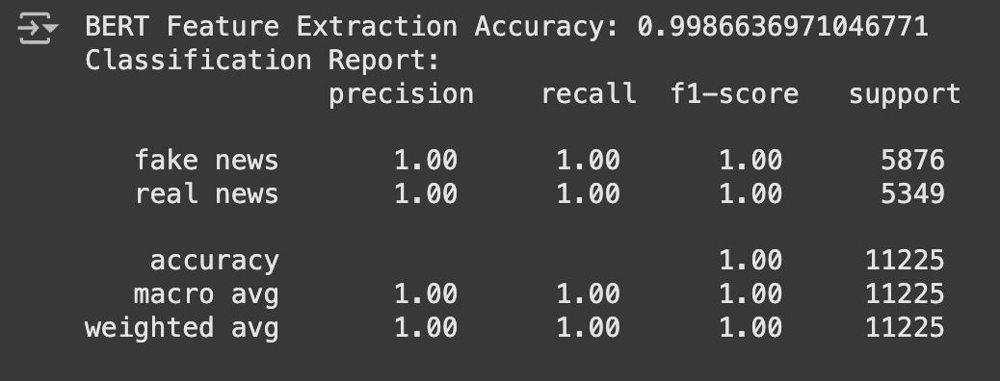 BERT Feature Extraction Accuracy: 0.9986636971046771
Classification Report:
precision recall f1-score support
fake news 1.00 1.00 1.00 5876
real news 1.00 1.00 1.00 5349
accuracy 1.00 11225
macro avg 1.00 1.00 1.00 11225
weighted avg 1.00 1.00 1.00 11225